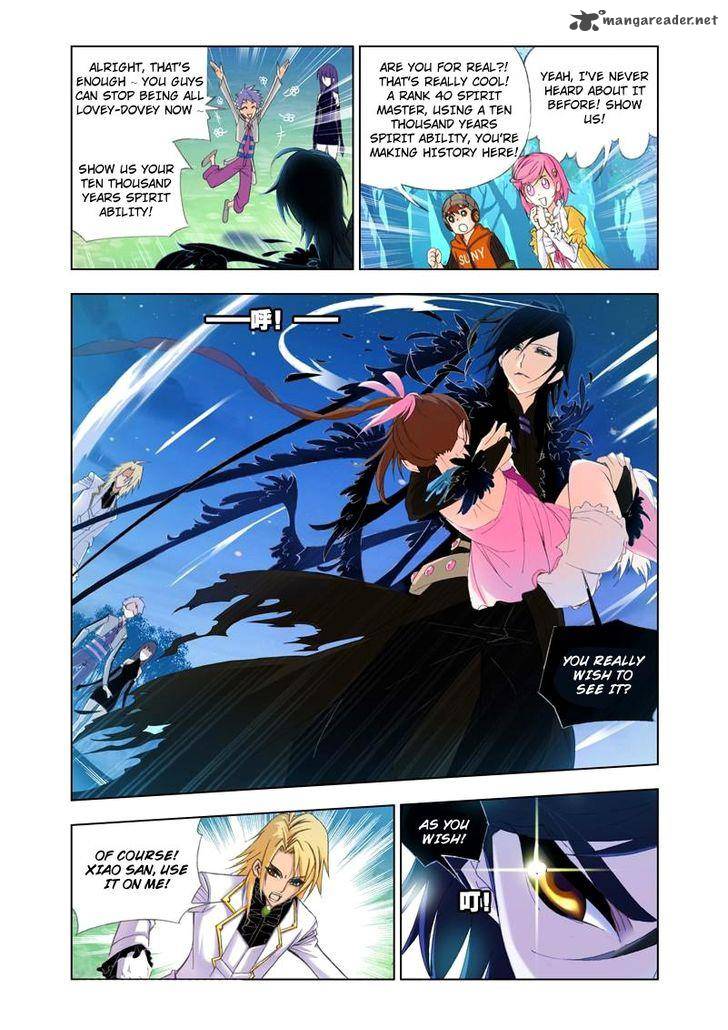 mangareader.net
ALRIGHT, THAT'S
ENOUGH ~ YOU GUYS
CAN STOP BEING ALL
LOVEY-DOVEY NOW ~
SHOW US YOUR
TEN THOUSAND
YEARS SPIRIT
ABILITY!
ARE YOU FOR REAL?!
THAT'S REALLY COOL!
A RANK 40 SPIRIT
MASTER, USING A TEN
THOUSAND YEARS
SPIRIT ABILITY, YOU'RE
MAKING HISTORY HERE!
YEAH, I'VE NEVER
HEARD ABOUT IT
BEFORE! SHOW
US!
SUNY
——呼!——
YOU REALLY
WISH TO
SEE IT?
OF COURSE!
XIAO SAN, USE
IT ON ME!
AS YOU
WISH!
叮!